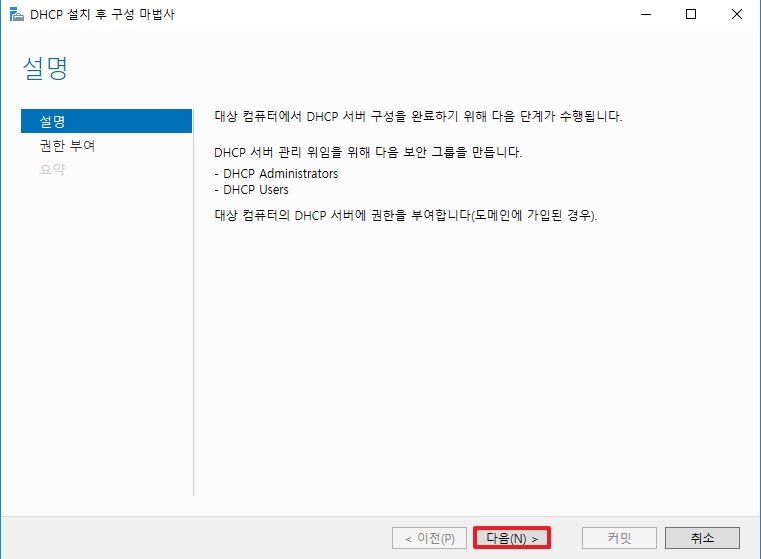 DHCP 설치 후 구성 마법사
설명
설명
권한 부여
요약
대상 컴퓨터에서 DHCP 서버 구성을 완료하기 위해 다음 단계가 수행됩니다.
DHCP 서버 관리 위임을 위해 다음 보안 그룹을 만듭니다.
- DHCP Administrators
- DHCP Users
대상 컴퓨터의 DHCP 서버에 권한을 부여합니다(도메인에 가입된 경우).
< 이전(P) 다음(N) > 커밋 취소